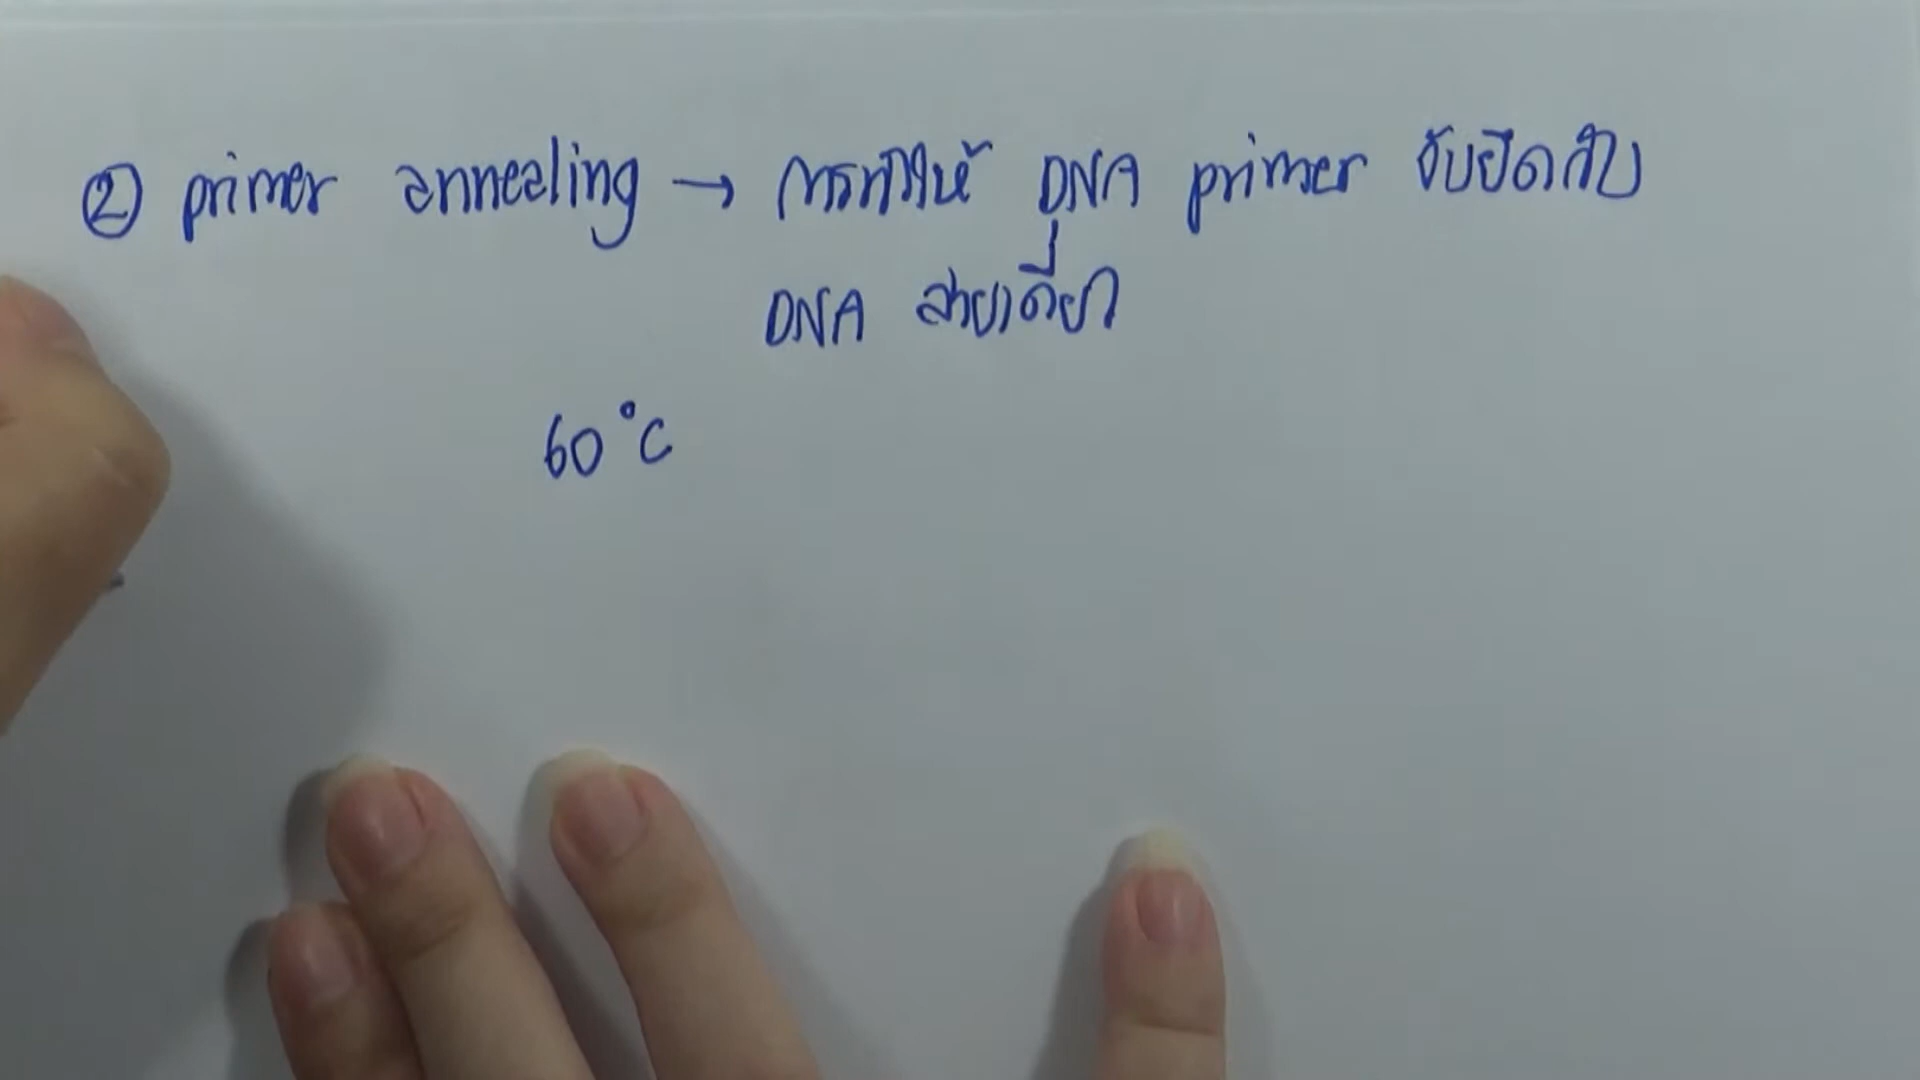 ② primer annealing → การทำให้ DNA primer จับยึดกับ
DNA สายเดี่ยว
60 °C